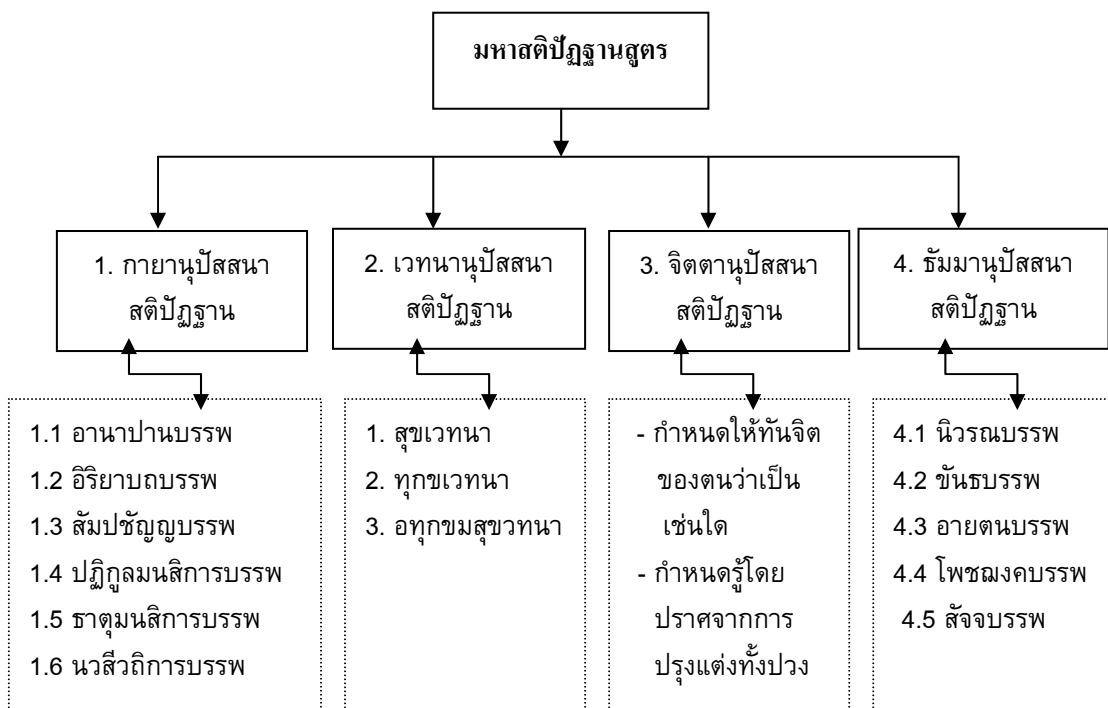 มหาสติปัฏฐานสูตร
1. กายานุปัสสนา
สติปัฏฐาน
2. เวทนานุปัสสนา
สติปัฏฐาน
3. จิตตานุปัสสนา
สติปัฏฐาน
4. ธัมมานุปัสสนา
สติปัฏฐาน
1.1 อานาปานบรรพ
1.2 อิริยาบถบรรพ
1.3 สัมปชัญญบรรพ
1.4 ปฏิกูลมนสิการบรรพ
1.5 ธาตุมนสิการบรรพ
1.6 นวสีวถิการบรรพ
1. สุขเวทนา
2. ทุกขเวทนา
3. อทุกขมสุขวทนา
- กำหนดให้ทันจิต
ของตนว่าเป็น
เช่นใด
- กำหนดรู้โดย
ปราศจากการ
ปรุงแต่งทั้งปวง
4.1 นิวรณบรรพ
4.2 ขันธบรรพ
4.3 อายตนบรรพ
4.4 โพชฌงคบรรพ
4.5 สัจจบรรพ